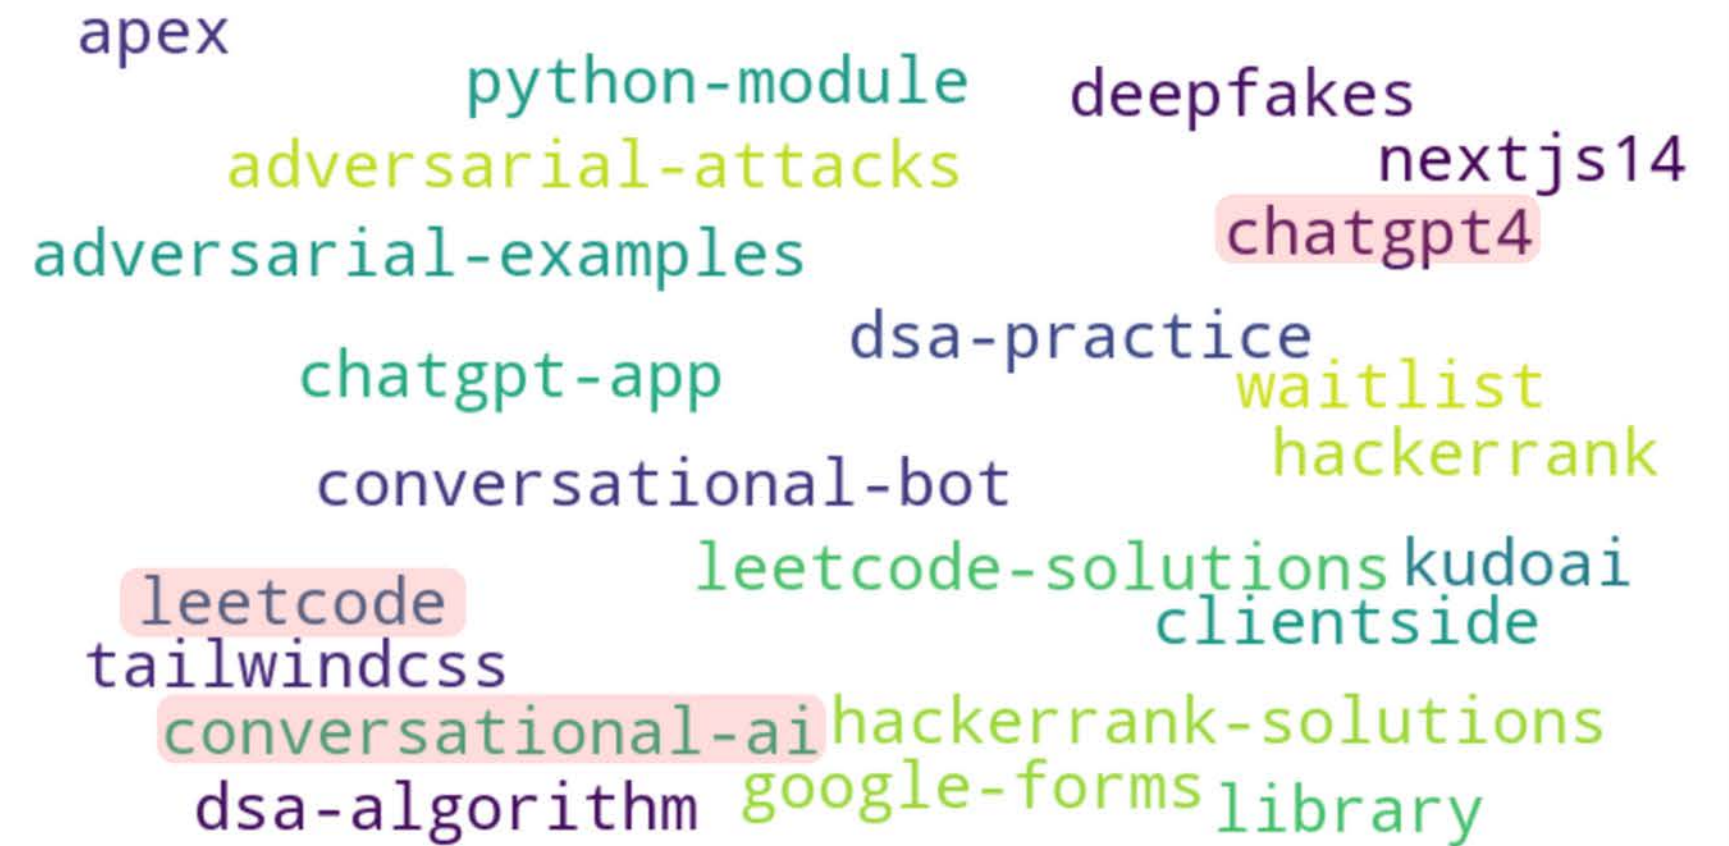 apex
python-module
deepfakes
adversarial-attacks
nextjs14
chatgpt4
adversarial-examples
dsa-practice
chatgpt-app
waitlist
hackerrank
conversational-bot
leetcode-solutions
kudoai
leetcode
clientside
tailwindcss
conversational-ai
hackerrank-solutions
google-forms
dsa-algorithm
library